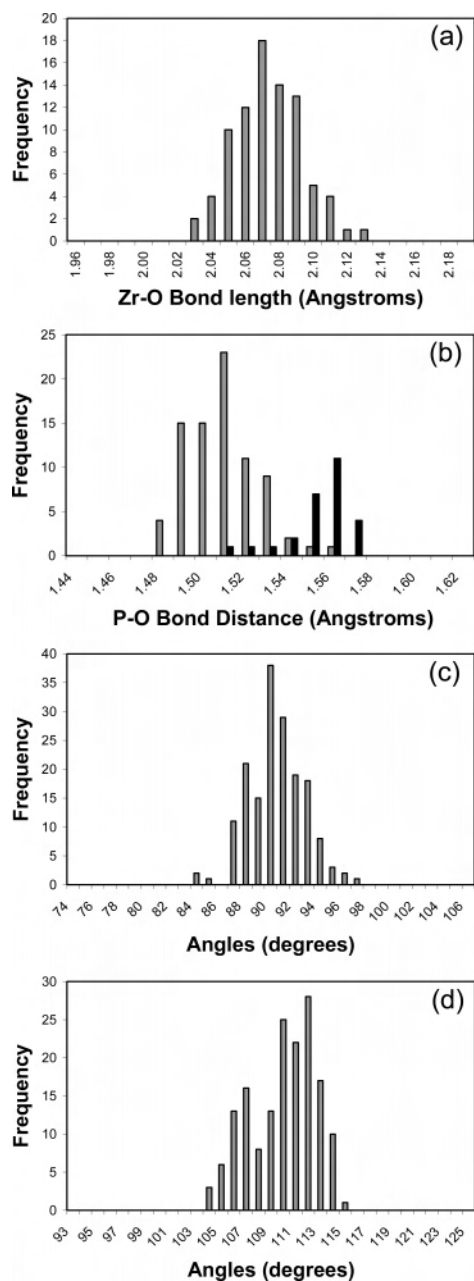 (a)
20
18
16
14
12
10
8
6
4
2
0
Frequency
1.96 1.98 2.00 2.02 2.04 2.06 2.08 2.10 2.12 2.14 2.16 2.18
Zr-O Bond length (Angstroms)
(b)
25
20
15
10
5
0
Frequency
1.44 1.46 1.48 1.50 1.52 1.54 1.56 1.58 1.60 1.62
P-O Bond Distance (Angstroms)
(c)
40
35
30
25
20
15
10
5
0
Frequency
74 76 78 80 82 84 86 88 90 92 94 96 98 100 102 104 106
Angles (degrees)
(d)
30
25
20
15
10
5
0
Frequency
93 95 97 99 101 103 105 107 109 111 113 115 117 119 121 123 125
Angles (degrees)